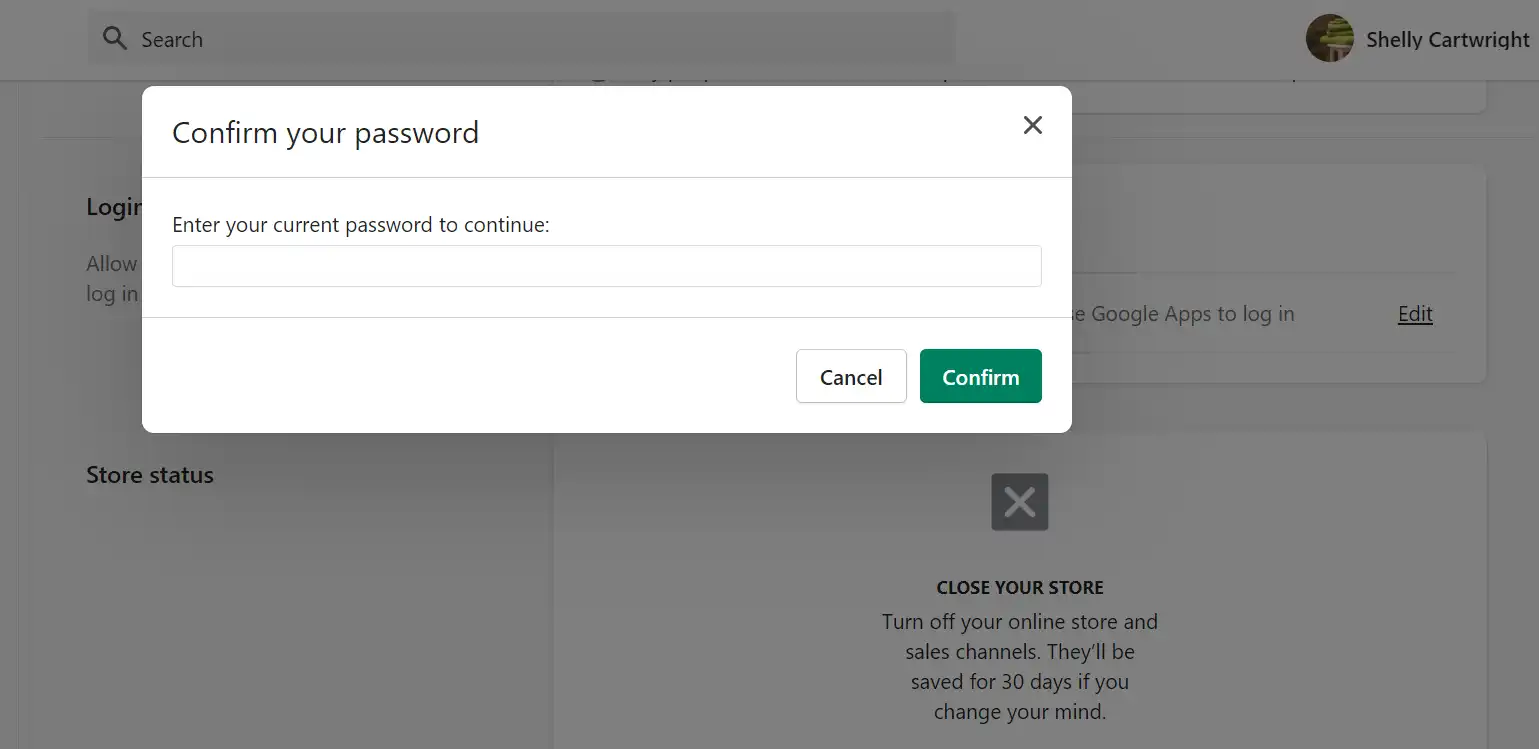 Search
Shelly Cartwright
Confirm your password
Enter your current password to continue:
Cancel
Confirm
Allow
log in
Google Apps to log in
Edit
Store status
CLOSE YOUR STORE
Turn off your online store and
sales channels. They’ll be
saved for 30 days if you
change your mind.